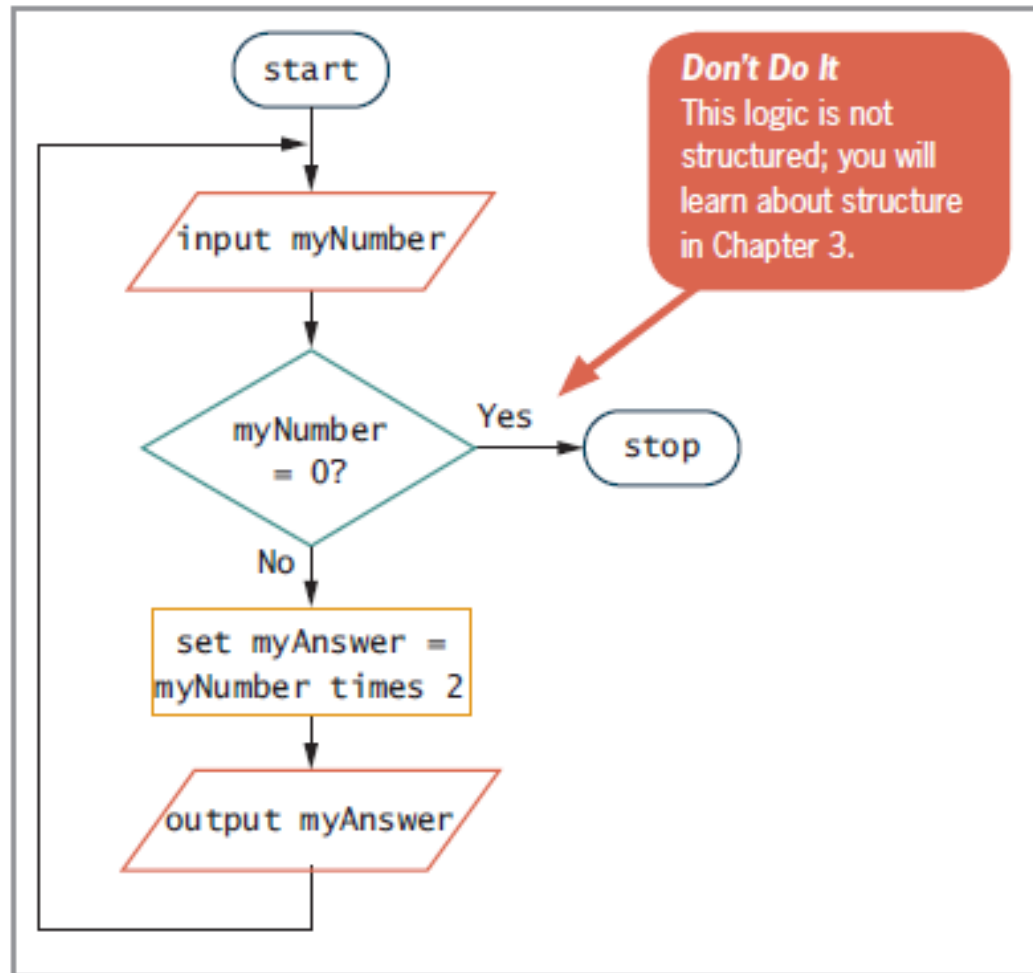 start
Don't Do It
This logic is not
structured; you will
learn about structure
in Chapter 3.
input myNumber
myNumber
= 0?
Yes
stop
No
set myAnswer =
myNumber times 2
output myAnswer